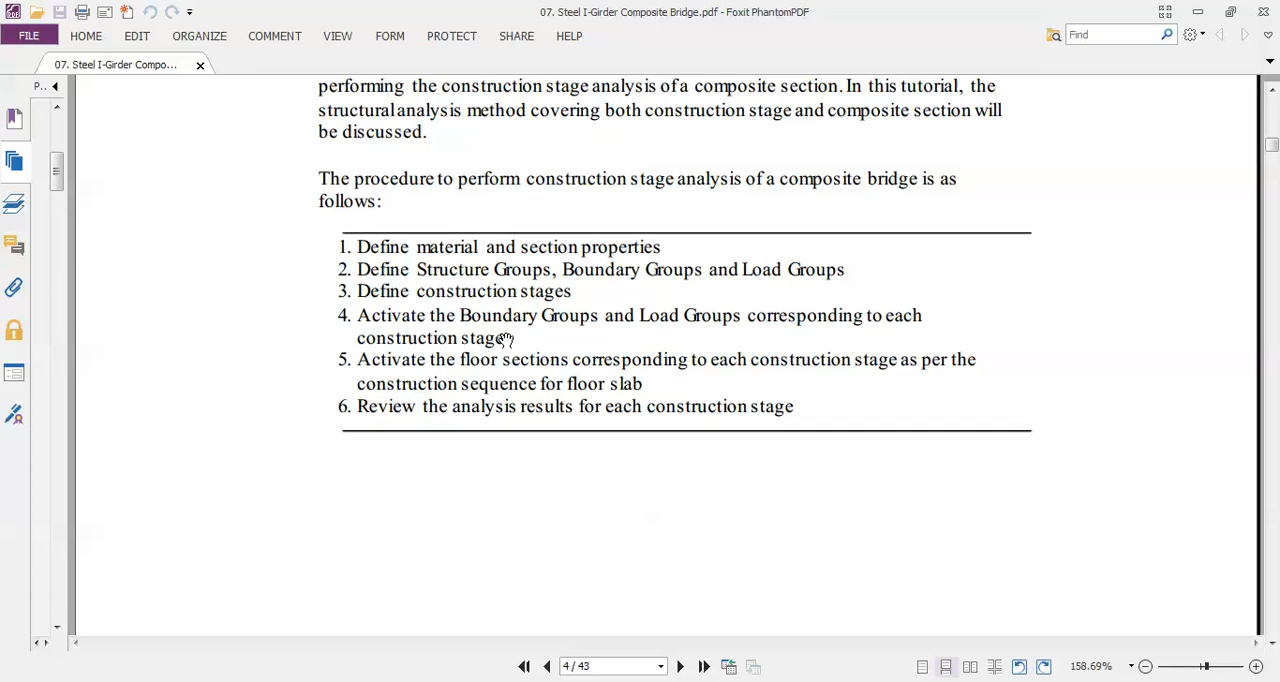 07. Steel I-Girder Composite Bridge.pdf - Foxit PhantomPDF
FILE HOME EDIT ORGANIZE COMMENT VIEW FORM PROTECT SHARE HELP Find
07. Steel I-Girder Compo...
P..
performing the construction stage analysis of a composite section. In this tutorial, the
structural analysis method covering both construction stage and composite section will
be discussed.
The procedure to perform construction stage analysis of a composite bridge is as
follows:
1. Define material and section properties
2. Define Structure Groups, Boundary Groups and Load Groups
3. Define construction stages
4. Activate the Boundary Groups and Load Groups corresponding to each
construction stage
5. Activate the floor sections corresponding to each construction stage as per the
construction sequence for floor slab
6. Review the analysis results for each construction stage
4 / 43
158.69%